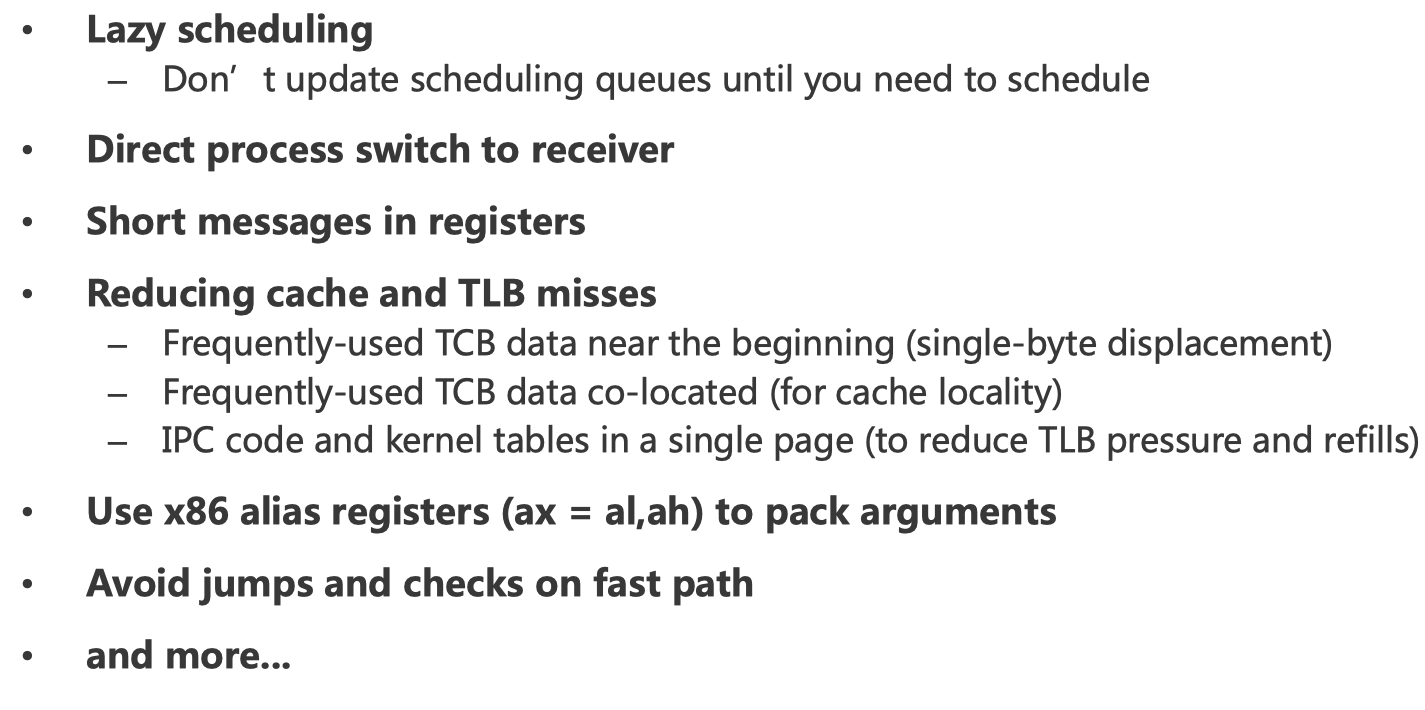 • Lazy scheduling
– Don’ t update scheduling queues until you need to schedule
• Direct process switch to receiver
• Short messages in registers
• Reducing cache and TLB misses
– Frequently-used TCB data near the beginning (single-byte displacement)
– Frequently-used TCB data co-located (for cache locality)
– IPC code and kernel tables in a single page (to reduce TLB pressure and refills)
• Use x86 alias registers (ax = al,ah) to pack arguments
• Avoid jumps and checks on fast path
• and more...